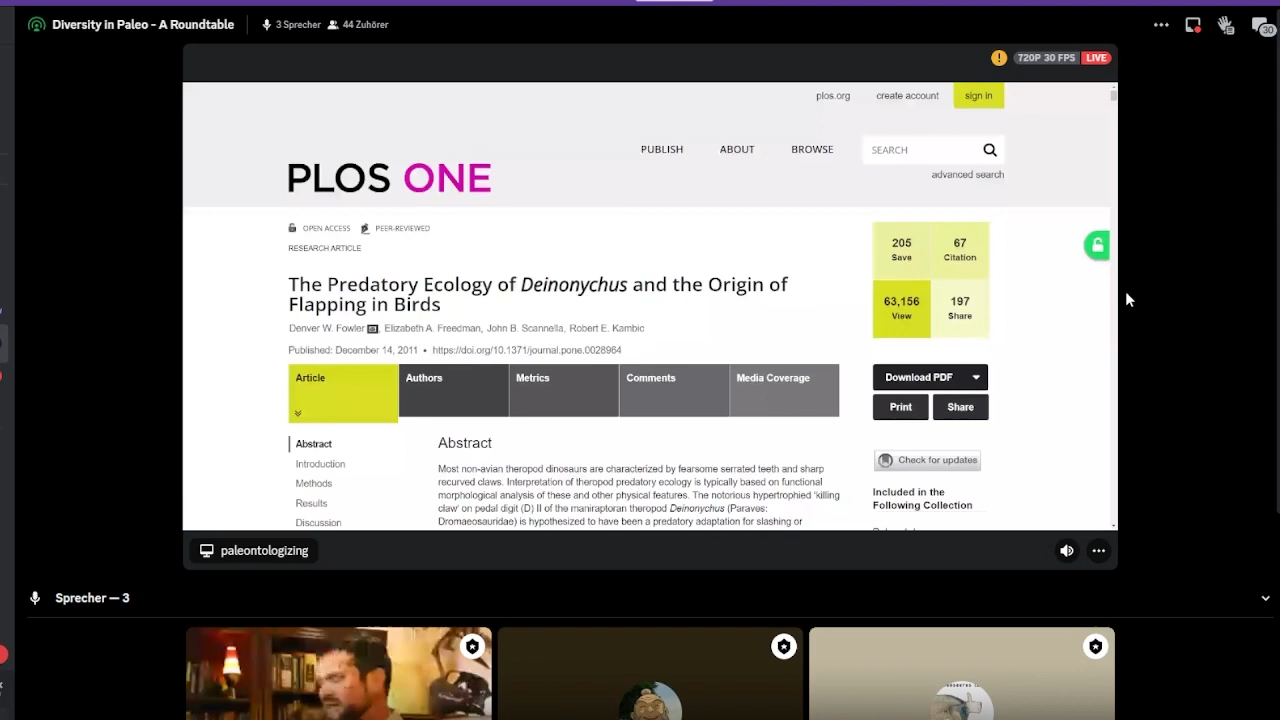 Diversity in Paleo - A Roundtable
3 Sprecher
44 Zuhörer
30
720P 30 FPS
LIVE
plos.org
create account
sign in
PUBLISH
ABOUT
BROWSE
SEARCH
advanced search
PLOS ONE
OPEN ACCESS
PEER-REVIEWED
RESEARCH ARTICLE
205
Save
67
Citation
63,156
View
197
Share
The Predatory Ecology of Deinonychus and the Origin of
Flapping in Birds
Denver W. Fowler, Elizabeth A. Freedman, John B. Scannella, Robert E. Kambic
Published: December 14, 2011 • https://doi.org/10.1371/journal.pone.0028964
Article
Authors
Metrics
Comments
Media Coverage
Download PDF
Print
Share
Abstract
Introduction
Methods
Results
Discussion
Abstract
Most non-avian theropod dinosaurs are characterized by fearsome serrated teeth and sharp
recurved claws. Interpretation of theropod predatory ecology is typically based on functional
morphological analysis of these and other physical features. The notorious hypertrophied ‘killing
claw’ on pedal digit (D) II of the maniraptoran theropod Deinonychus (Paraves:
Dromaeosauridae) is hypothesized to have been a predatory adaptation for slashing or
Check for updates
Included in the
Following Collection
paleontologizing
Sprecher — 3